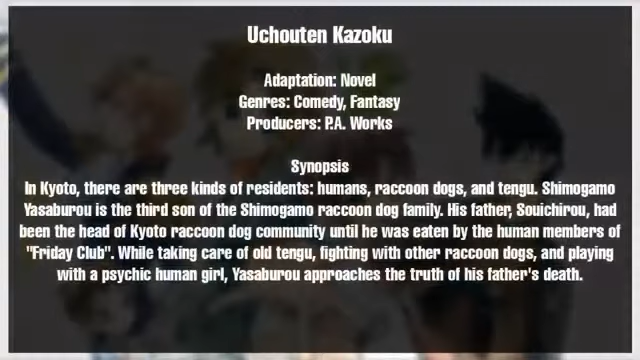 Uchouten Kazoku
Adaptation: Novel
Genres: Comedy, Fantasy
Producers: P.A. Works
Synopsis
In Kyoto, there are three kinds of residents: humans, raccoon dogs, and tengu. Shimogamo
Yasaburou is the third son of the Shimogamo raccoon dog family. His father, Souichirou, had
been the head of Kyoto raccoon dog community until he was eaten by the human members of
"Friday Club". While taking care of old tengu, fighting with other raccoon dogs, and playing
with a psychic human girl, Yasaburou approaches the truth of his father's death.